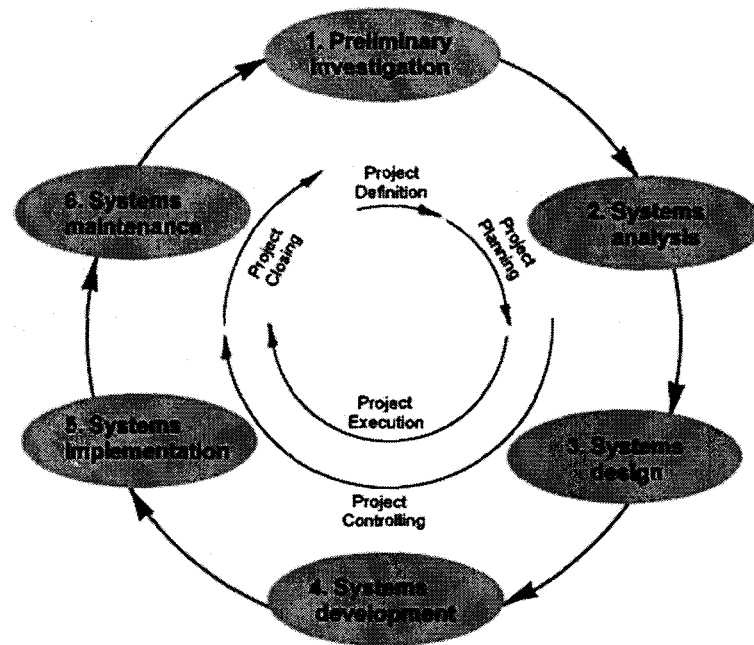 1. Preliminary
investigation
2. Systems
analysis
3. Systems
design
4. Systems
development
5. Systems
implementation
6. Systems
maintenance
Project
Definition
Project
Planning
Project
Execution
Project
Controlling
Project
Closing